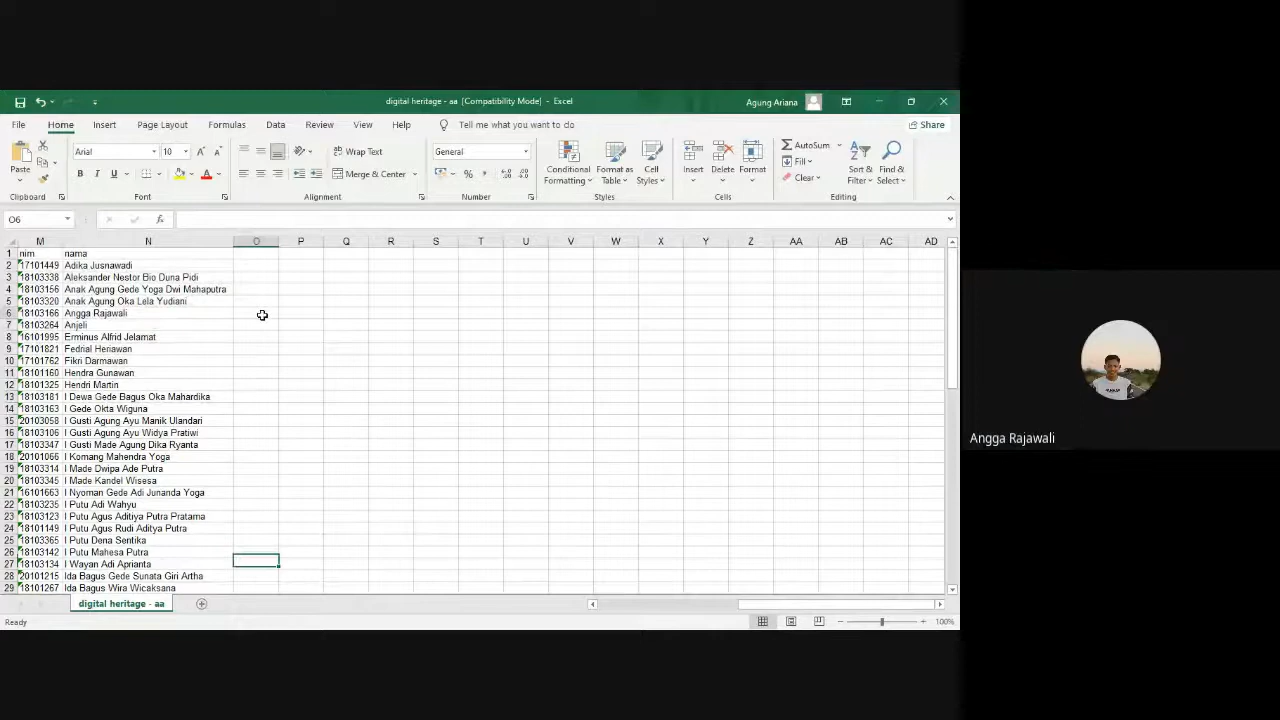 digital heritage - aa [Compatibility Mode] - Excel
Agung Ariana
File Home Insert Page Layout Formulas Data Review View Help Tell me what you want to do Share
Paste
Arial 10
B I U
Wrap Text
Merge & Center
General
%
Conditional Formatting
Format as Table
Cell Styles
Insert Delete Format
AutoSum
Fill
Clear
Sort & Filter
Find & Select
Clipboard Font Alignment Number Styles Cells Editing
O6 fx
M N O P Q R S T U V W X Y Z AA AB AC AD
1 nim nama
2 17101449 Adika Jusnawadi
3 18103338 Aleksander Nestor Bio Duna Pidi
4 18103156 Anak Agung Gede Yoga Dwi Mahaputra
5 18103320 Anak Agung Oka Lela Yudiani
6 18103166 Angga Rajawali
7 18103264 Anjeli
8 16101995 Erminus Alfrid Jelamat
9 17101821 Fedrial Heriawan
10 17101762 Fikri Darmawan
11 18101160 Hendra Gunawan
12 18101325 Hendri Martin
13 18103181 I Dewa Gede Bagus Oka Mahardika
14 18103163 I Gede Okta Wiguna
15 20103058 I Gusti Agung Ayu Manik Ulandari
16 18103106 I Gusti Agung Ayu Widya Pratiwi
17 18103347 I Gusti Made Agung Dika Ryanta
18 20101066 I Komang Mahendra Yoga
19 18103314 I Made Dwipa Ade Putra
20 18103345 I Made Kandel Wisesa
21 16101663 I Nyoman Gede Adi Junanda Yoga
22 18103235 I Putu Adi Wahyu
23 18103123 I Putu Agus Aditiya Putra Pratama
24 18101149 I Putu Agus Rudi Aditya Putra
25 18103365 I Putu Dena Sentika
26 18103142 I Putu Mahesa Putra
27 18103134 I Wayan Adi Aprianta
28 20101215 Ida Bagus Gede Sunata Giri Artha
29 18101267 Ida Bagus Wira Wicaksana
digital heritage - aa
Ready 100%
Angga Rajawali